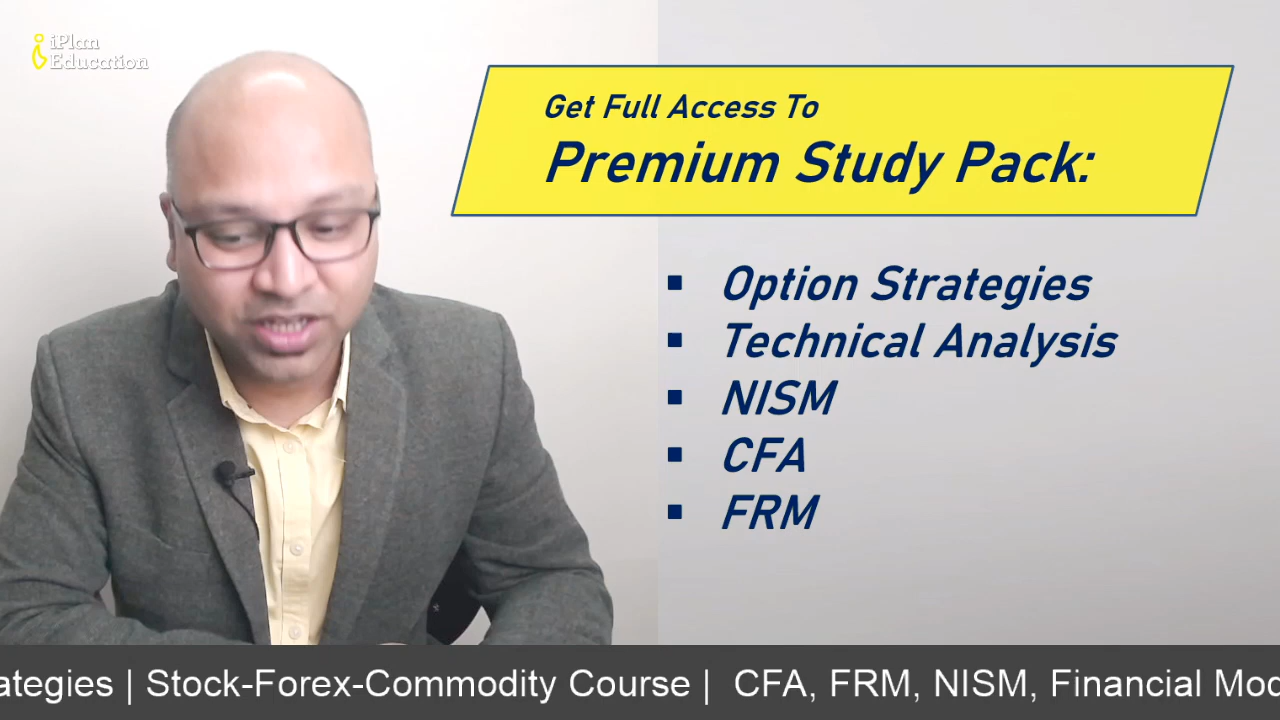 iPlan
Education
Get Full Access To
Premium Study Pack:
Option Strategies
Technical Analysis
NISM
CFA
FRM
ategies | Stock-Forex-Commodity Course | CFA, FRM, NISM, Financial Mod